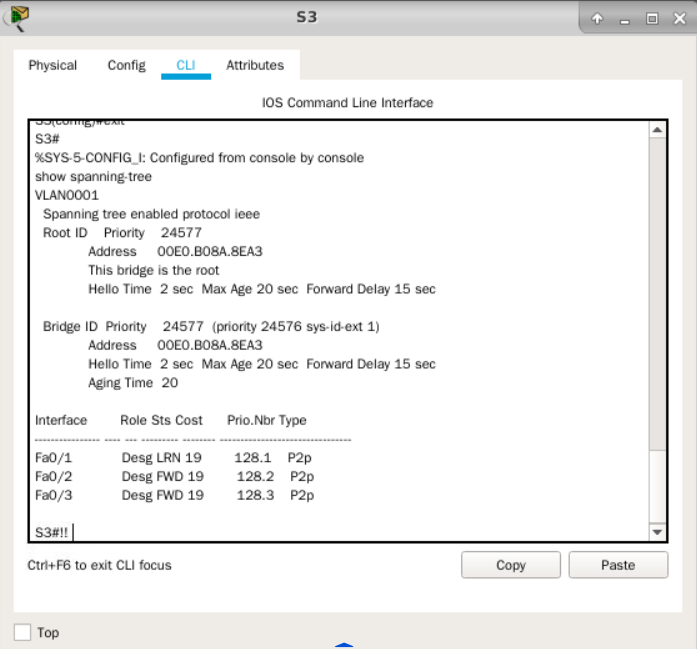 S3
Physical Config CLI Attributes
IOS Command Line Interface
S3(config)#exit
S3#
%SYS-5-CONFIG_I: Configured from console by console
show spanning-tree
VLAN0001
Spanning tree enabled protocol ieee
Root ID Priority 24577
Address 00E0.B08A.8EA3
This bridge is the root
Hello Time 2 sec Max Age 20 sec Forward Delay 15 sec
Bridge ID Priority 24577 (priority 24576 sys-id-ext 1)
Address 00E0.B08A.8EA3
Hello Time 2 sec Max Age 20 sec Forward Delay 15 sec
Aging Time 20
Interface Role Sts Cost Prio.Nbr Type
---------------- ---- --- --------- -------- --------------------------------
Fa0/1 Desg LRN 19 128.1 P2p
Fa0/2 Desg FWD 19 128.2 P2p
Fa0/3 Desg FWD 19 128.3 P2p
S3#!!
Ctrl+F6 to exit CLI focus
Copy Paste
Top